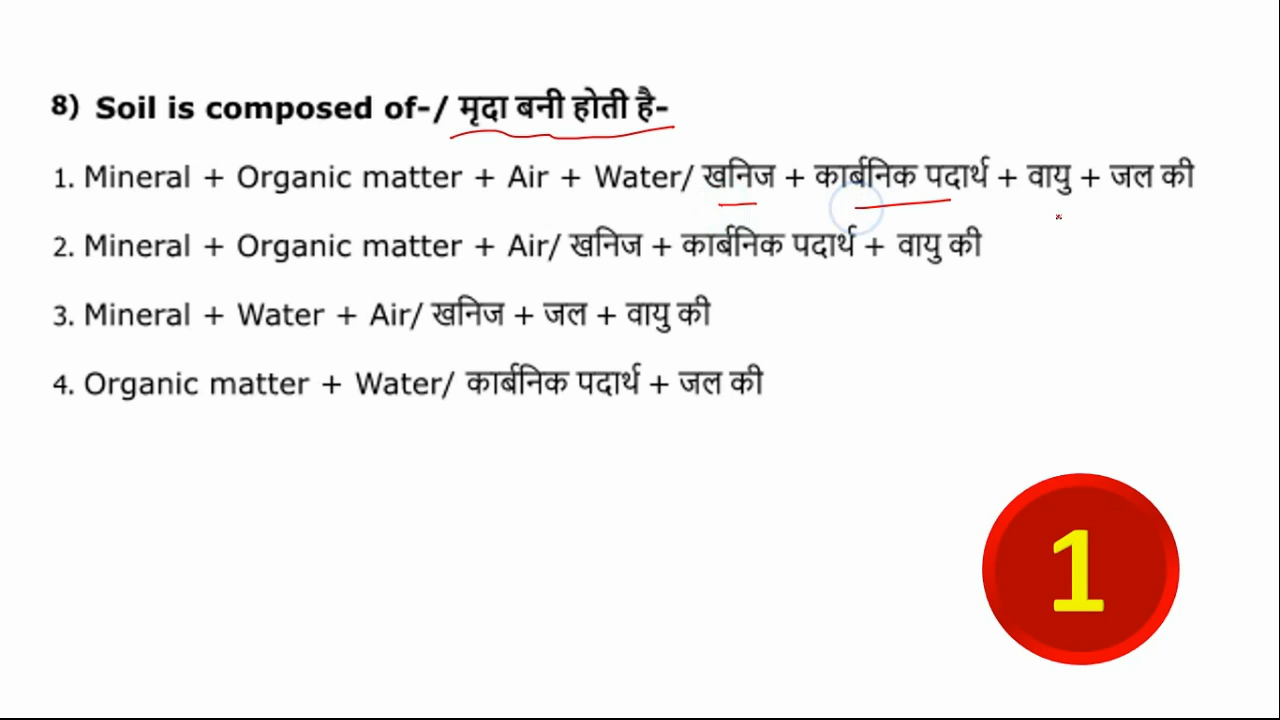 8) Soil is composed of-/ मृदा बनी होती है-
1. Mineral + Organic matter + Air + Water/ खनिज + कार्बनिक पदार्थ + वायु + जल की
2. Mineral + Organic matter + Air/ खनिज + कार्बनिक पदार्थ + वायु की
3. Mineral + Water + Air/ खनिज + जल + वायु की
4. Organic matter + Water/ कार्बनिक पदार्थ + जल की
1